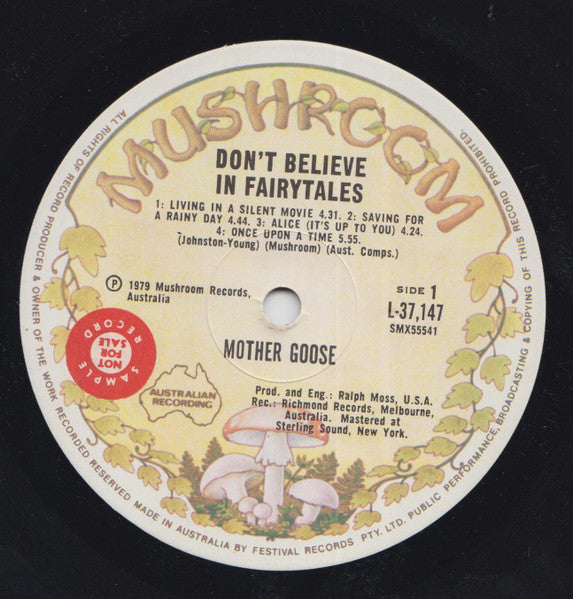 MUSHROOM
DON'T BELIEVE
IN FAIRYTALES
1: LIVING IN A SILENT MOVIE 4.31. 2: SAVING FOR
A RAINY DAY 4.44. 3: ALICE (IT'S UP TO YOU) 4.24.
4: ONCE UPON A TIME 5.55.
(Johnston-Young) (Mushroom) (Aust. Comps.)
Ⓟ 1979 Mushroom Records,
Australia
SIDE 1
L-37,147
SMX55541
SAMPLE RECORD
NOT
FOR
SALE
MOTHER GOOSE
AUSTRALIAN
RECORDING
Prod. and Eng.: Ralph Moss, U.S.A.
Rec.: Richmond Records, Melbourne,
Australia. Mastered at
Sterling Sound, New York.
ALL RIGHTS OF RECORD PRODUCER & OWNER OF THE WORK RECORDED RESERVED MADE IN AUSTRALIA BY FESTIVAL RECORDS PTY. LTD. PUBLIC PERFORMANCE, BROADCASTING & COPYING OF THIS RECORD PROHIBITED.